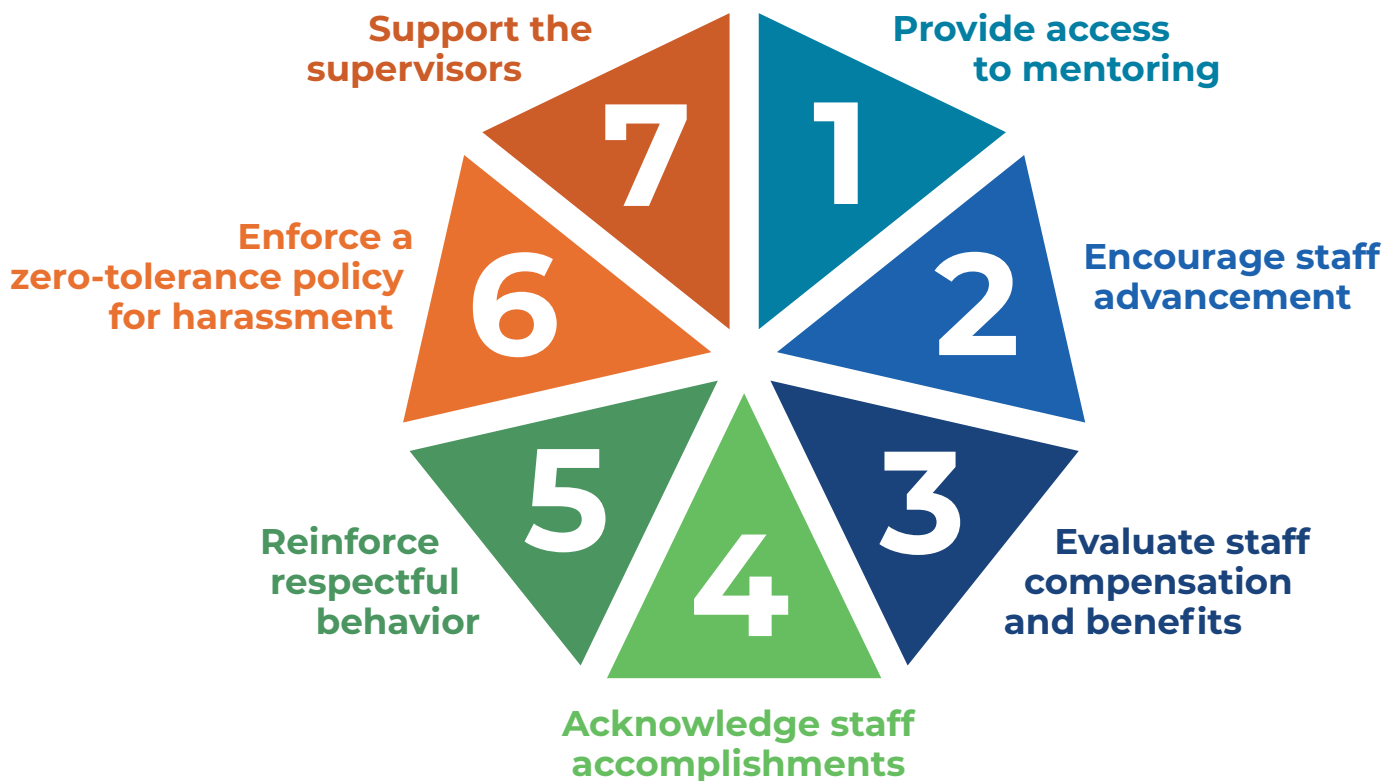 1
Provide access
to mentoring
2
Encourage staff
advancement
3
Evaluate staff
compensation
and benefits
4
Acknowledge staff
accomplishments
5
Reinforce
respectful
behavior
6
Enforce a
zero-tolerance policy
for harassment
7
Support the
supervisors